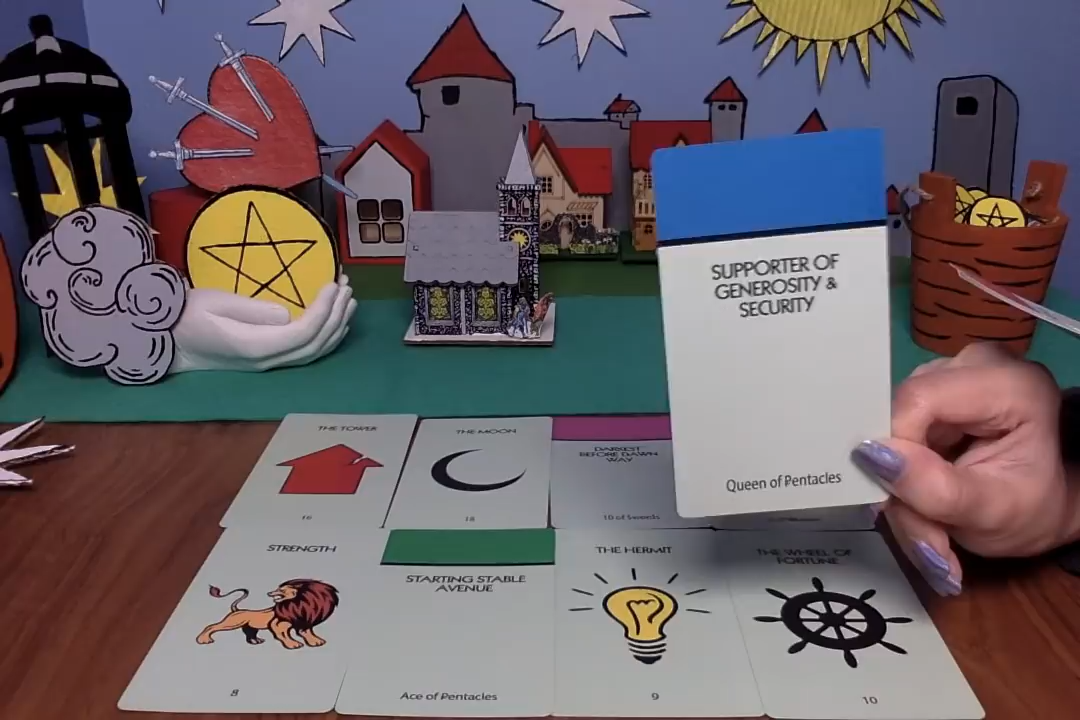 SUPPORTER OF
GENEROSITY &
SECURITY
Queen of Pentacles
THE TOWER
16
THE MOON
18
DARKEST
BEFORE DAWN
WAY
10 of Swords
STRENGTH
8
STARTING STABLE
AVENUE
Ace of Pentacles
THE HERMIT
9
THE WHEEL OF
FORTUNE
10